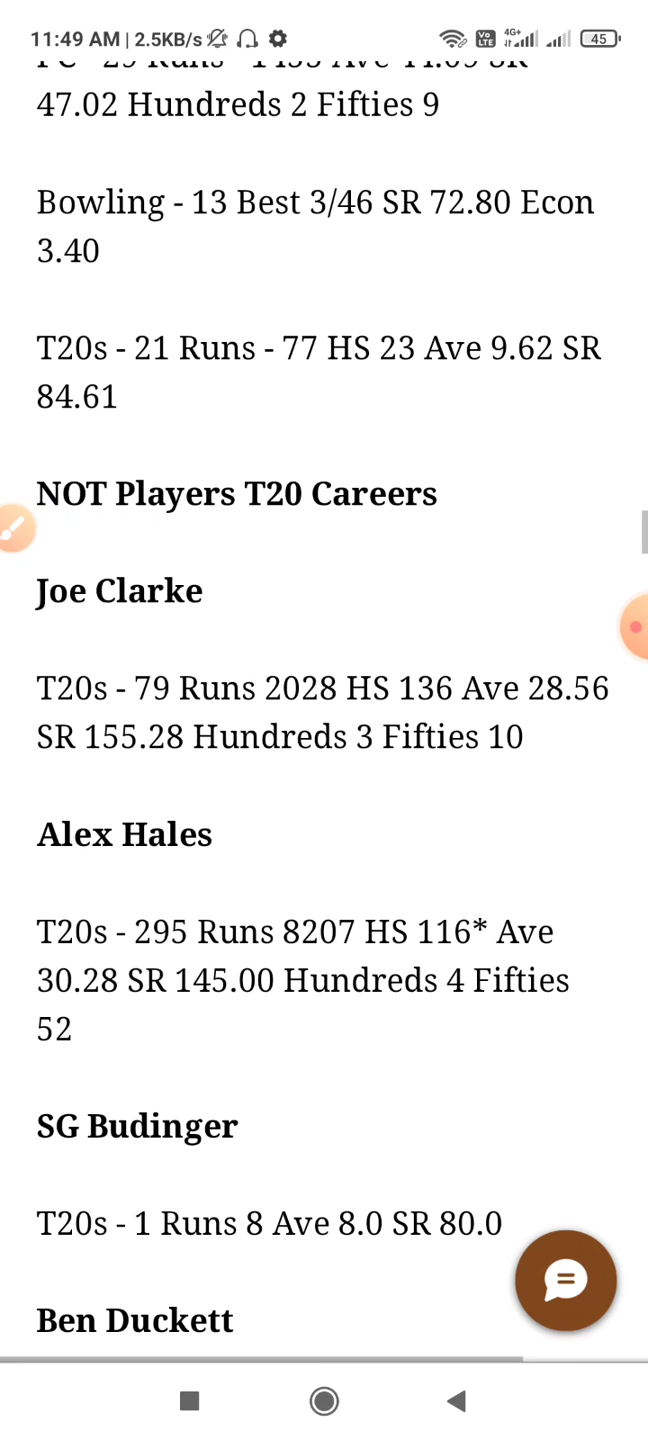 11:49 AM | 2.5KB/s
Vo LTE 4G+ 45
47.02 Hundreds 2 Fifties 9
Bowling - 13 Best 3/46 SR 72.80 Econ
3.40
T20s - 21 Runs - 77 HS 23 Ave 9.62 SR
84.61
NOT Players T20 Careers
Joe Clarke
T20s - 79 Runs 2028 HS 136 Ave 28.56
SR 155.28 Hundreds 3 Fifties 10
Alex Hales
T20s - 295 Runs 8207 HS 116* Ave
30.28 SR 145.00 Hundreds 4 Fifties
52
SG Budinger
T20s - 1 Runs 8 Ave 8.0 SR 80.0
Ben Duckett